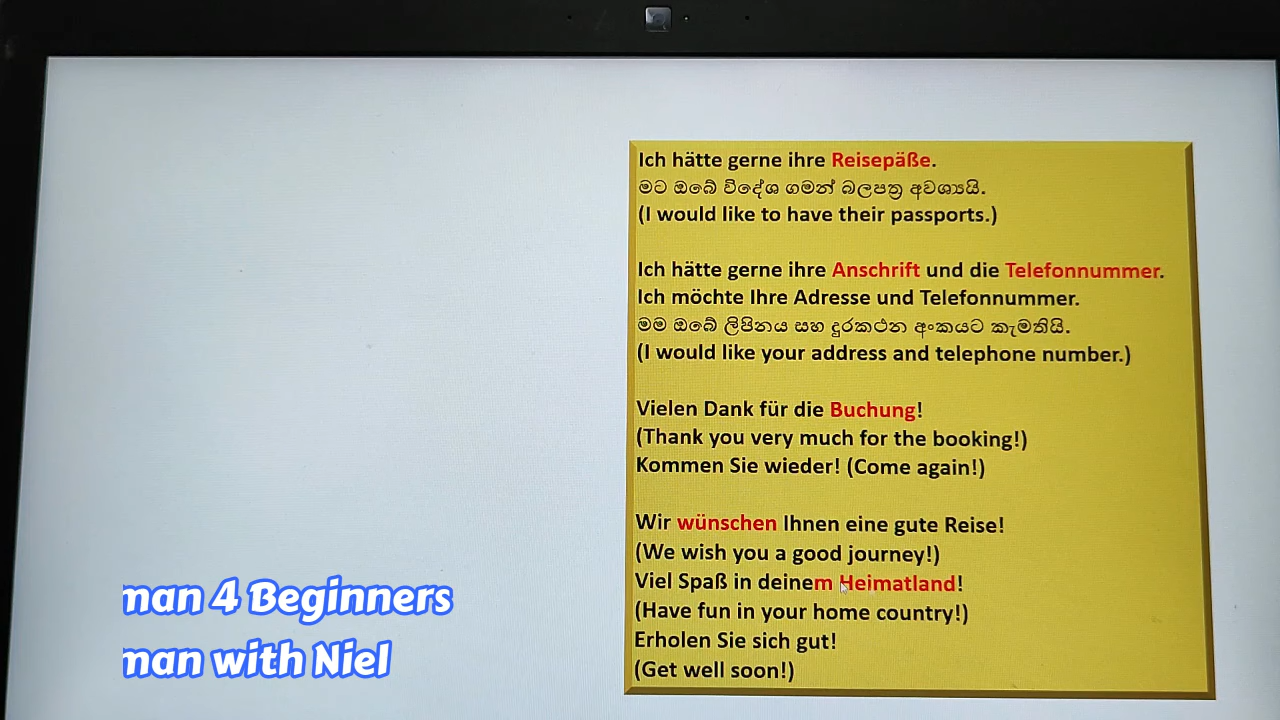 Ich hätte gerne ihre Reisepäße.
මට ඔබේ විදේශ ගමන් බලපත්‍ර අවශ්‍යයි.
(I would like to have their passports.)
Ich hätte gerne ihre Anschrift und die Telefonnummer.
Ich möchte Ihre Adresse und Telefonnummer.
මම ඔබේ ලිපිනය සහ දුරකථන අංකයට කැමතියි.
(I would like your address and telephone number.)
Vielen Dank für die Buchung!
(Thank you very much for the booking!)
Kommen Sie wieder! (Come again!)
Wir wünschen Ihnen eine gute Reise!
(We wish you a good journey!)
Viel Spaß in deinem Heimatland!
(Have fun in your home country!)
Erholen Sie sich gut!
(Get well soon!)
man 4 Beginners
man with Niel